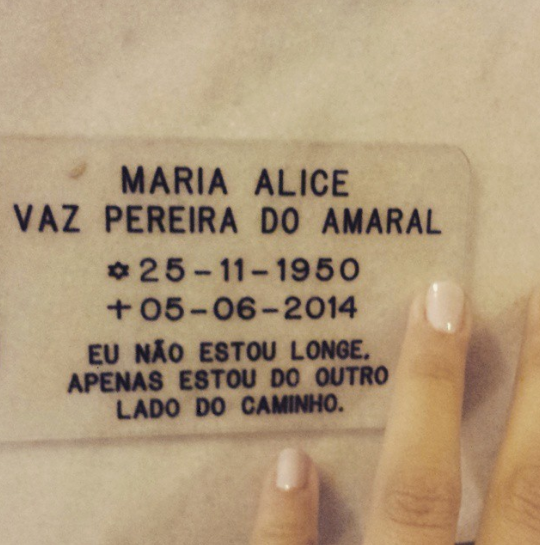 MARIA ALICE
VAZ PEREIRA DO AMARAL
✡25-11-1950
✝05-06-2014
EU NÃO ESTOU LONGE,
APENAS ESTOU DO OUTRO
LADO DO CAMINHO.